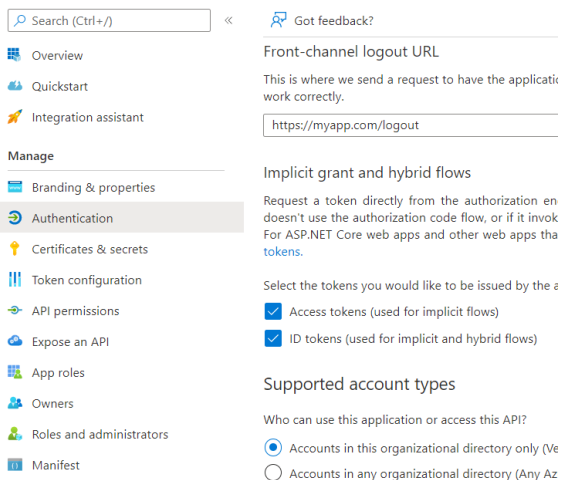 Search (Ctrl+/)
«
Overview
Quickstart
Integration assistant
Manage
Branding & properties
Authentication
Certificates & secrets
Token configuration
API permissions
Expose an API
App roles
Owners
Roles and administrators
Manifest
Got feedback?
Front-channel logout URL
This is where we send a request to have the applicatio
work correctly.
https://myapp.com/logout
Implicit grant and hybrid flows
Request a token directly from the authorization en
doesn't use the authorization code flow, or if it invok
For ASP.NET Core web apps and other web apps tha
tokens.
Select the tokens you would like to be issued by the a
Access tokens (used for implicit flows)
ID tokens (used for implicit and hybrid flows)
Supported account types
Who can use this application or access this API?
Accounts in this organizational directory only (Ve
Accounts in any organizational directory (Any Az